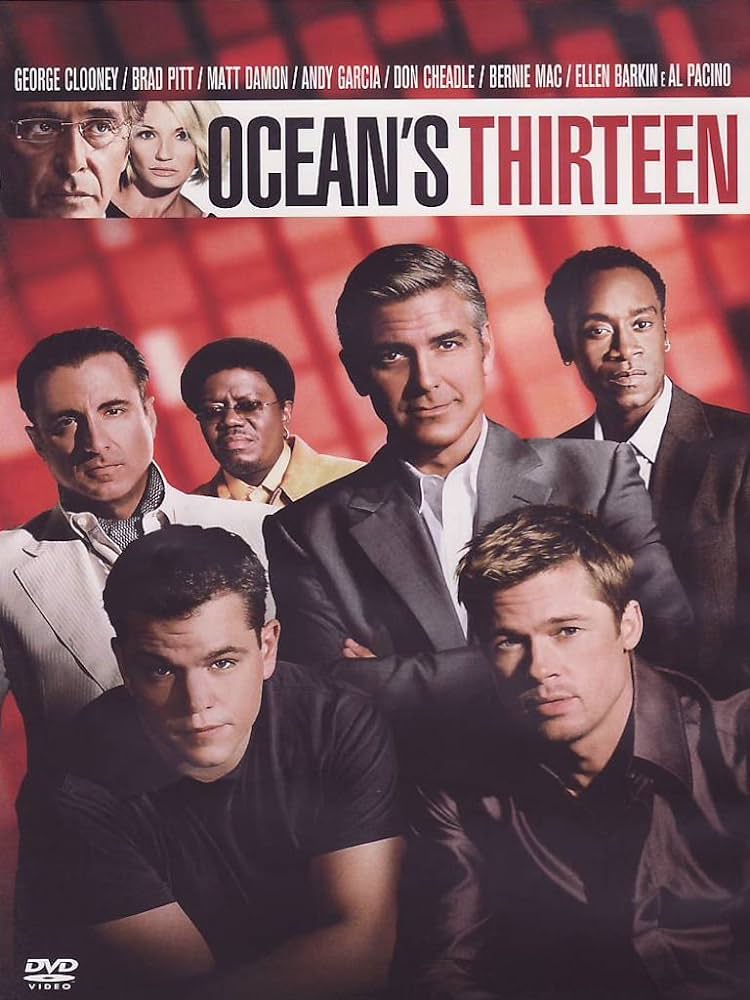 GEORGE CLOONEY / BRAD PITT / MATT DAMON / ANDY GARCIA / DON CHEADLE / BERNIE MAC / ELLEN BARKIN E AL PACINO
OCEAN'S THIRTEEN
DVD
VIDEO